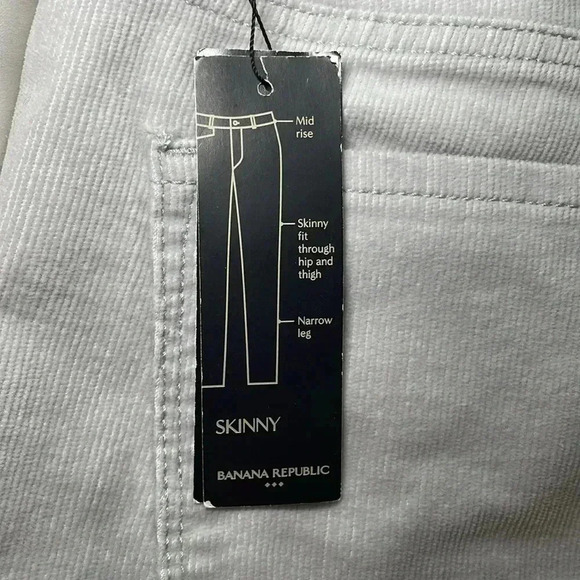 Mid
rise
Skinny
fit
through
hip and
thigh
Narrow
leg
SKINNY
BANANA REPUBLIC